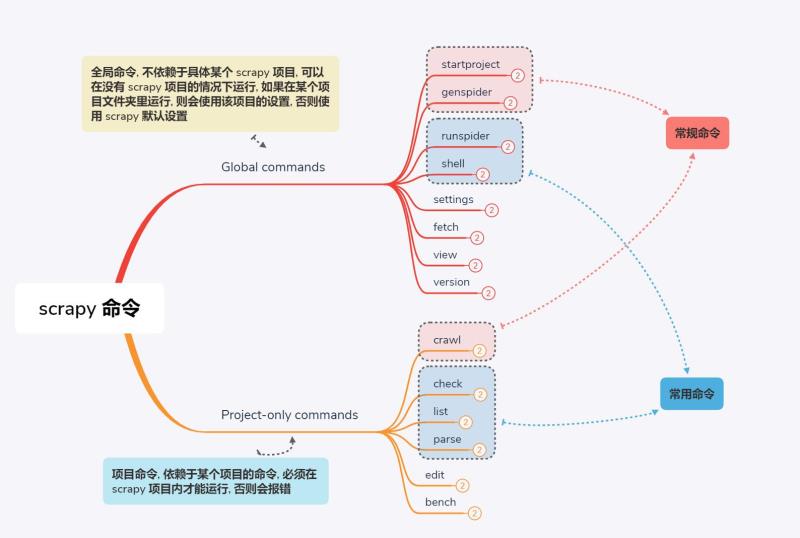 全局命令, 不依赖于具体某个 scrapy 项目, 可以
在没有 scrapy 项目的情况下运行, 如果在某个项
目文件夹里运行, 则会使用该项目的设置, 否则使
用 scrapy 默认设置
Global commands
startproject
2
genspider
2
runspider
2
shell
2
settings
2
fetch
2
view
2
version
2
常规命令
scrapy 命令
crawl
2
check
2
list
2
parse
2
edit
2
bench
2
常用命令
Project-only commands
项目命令, 依赖于某个项目的命令, 必须在
scrapy 项目内才能运行, 否则会报错